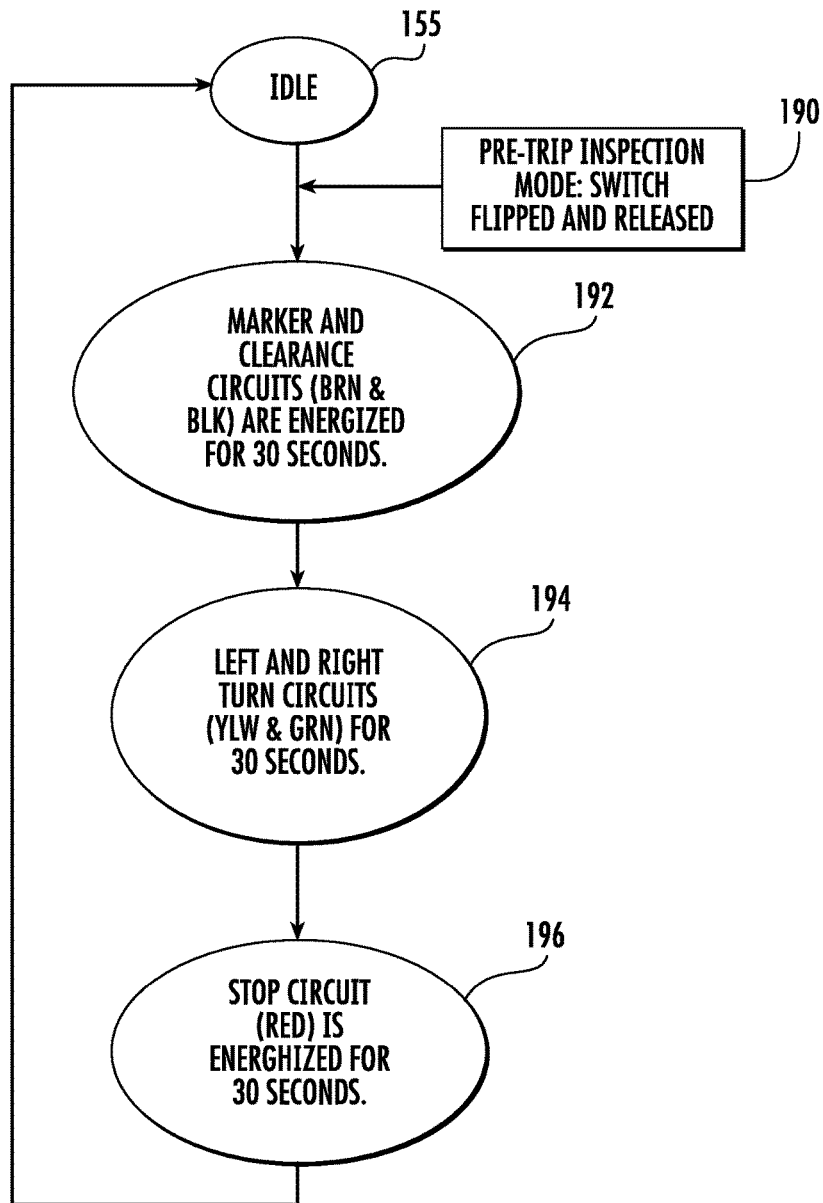 155
IDLE
190
PRE-TRIP INSPECTION
MODE: SWITCH
FLIPPED AND RELEASED
192
MARKER AND
CLEARANCE
CIRCUITS (BRN &
BLK) ARE ENERGIZED
FOR 30 SECONDS.
194
LEFT AND RIGHT
TURN CIRCUITS
(YLW & GRN) FOR
30 SECONDS.
196
STOP CIRCUIT
(RED) IS
ENERGHIZED FOR
30 SECONDS.